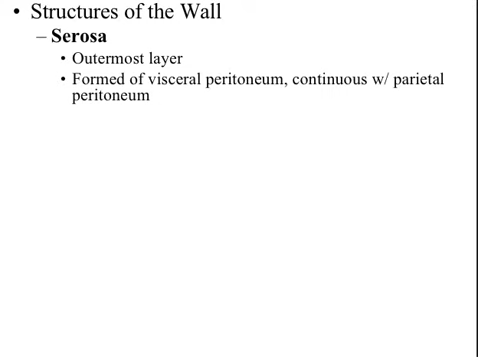 • Structures of the Wall
– Serosa
• Outermost layer
• Formed of visceral peritoneum, continuous w/ parietal
peritoneum